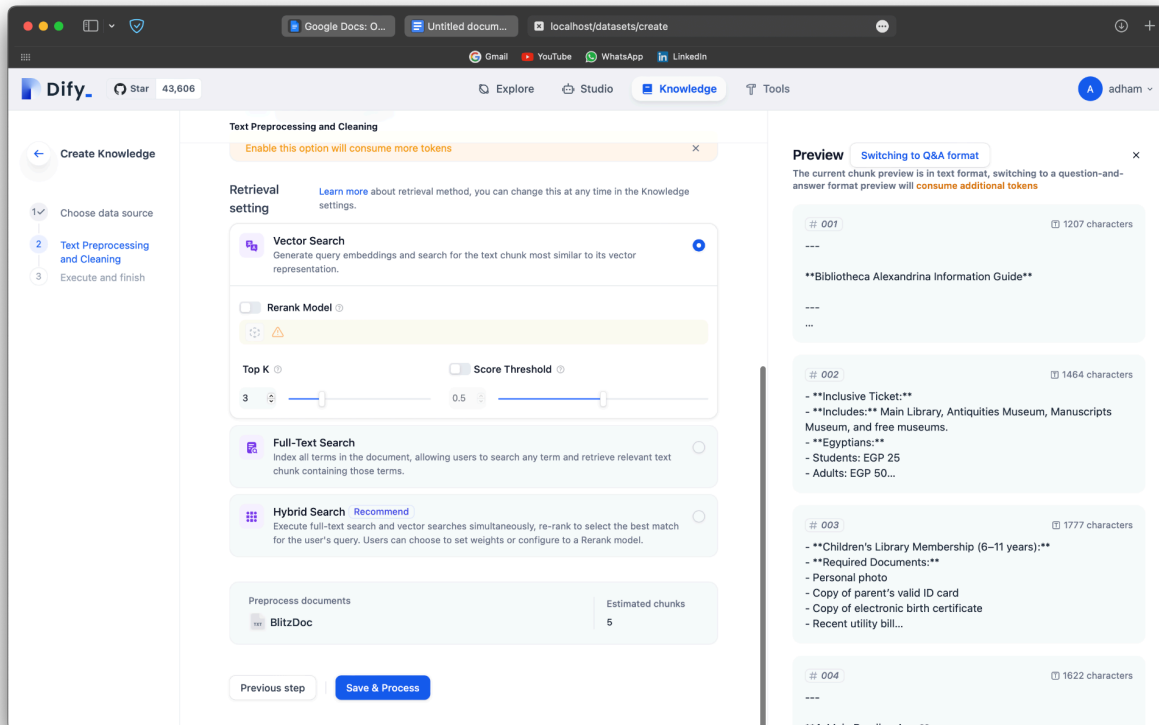 Google Docs: O...
Untitled docum...
localhost/datasets/create
Gmail
YouTube
WhatsApp
LinkedIn
Dify_
Star 43,606
Explore
Studio
Knowledge
Tools
A adham
Create Knowledge
1 Choose data source
2 Text Preprocessing
and Cleaning
3 Execute and finish
Text Preprocessing and Cleaning
Enable this option will consume more tokens
Retrieval
setting
Learn more about retrieval method, you can change this at any time in the Knowledge
settings.
Vector Search
Generate query embeddings and search for the text chunk most similar to its vector
representation.
Rerank Model
Top K
3
Score Threshold
0.5
Full-Text Search
Index all terms in the document, allowing users to search any term and retrieve relevant text
chunk containing those terms.
Hybrid Search Recommend
Execute full-text search and vector searches simultaneously, re-rank to select the best match
for the user's query. Users can choose to set weights or configure to a Rerank model.
Preprocess documents
TXT BlitzDoc
Estimated chunks
5
Previous step
Save & Process
Preview Switching to Q&A format
The current chunk preview is in text format, switching to a question-and-
answer format preview will consume additional tokens
# 001 1207 characters
---
**Bibliotheca Alexandrina Information Guide**
---
...
# 002 1464 characters
- **Inclusive Ticket:**
- **Includes:** Main Library, Antiquities Museum, Manuscripts
Museum, and free museums.
- **Egyptians:**
- Students: EGP 25
- Adults: EGP 50...
# 003 1777 characters
- **Children's Library Membership (6–11 years):**
- **Required Documents:**
- Personal photo
- Copy of parent's valid ID card
- Copy of electronic birth certificate
- Recent utility bill...
# 004 1622 characters
---